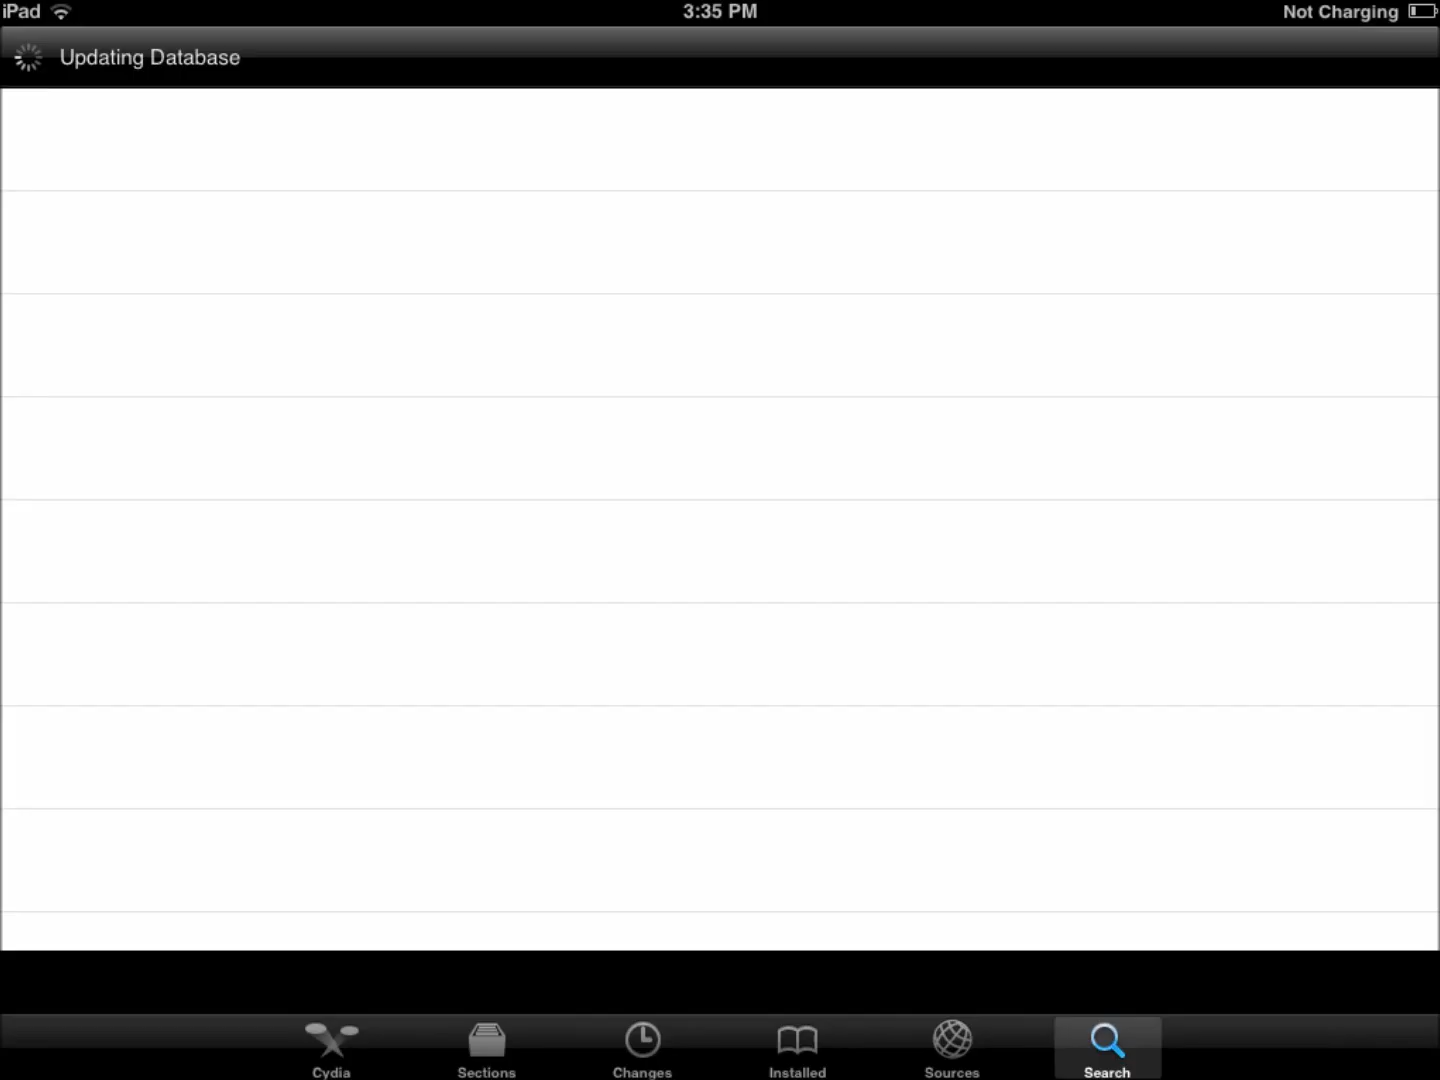 iPad 3:35 PM Not Charging
Updating Database
Cydia Sections Changes Installed Sources Search